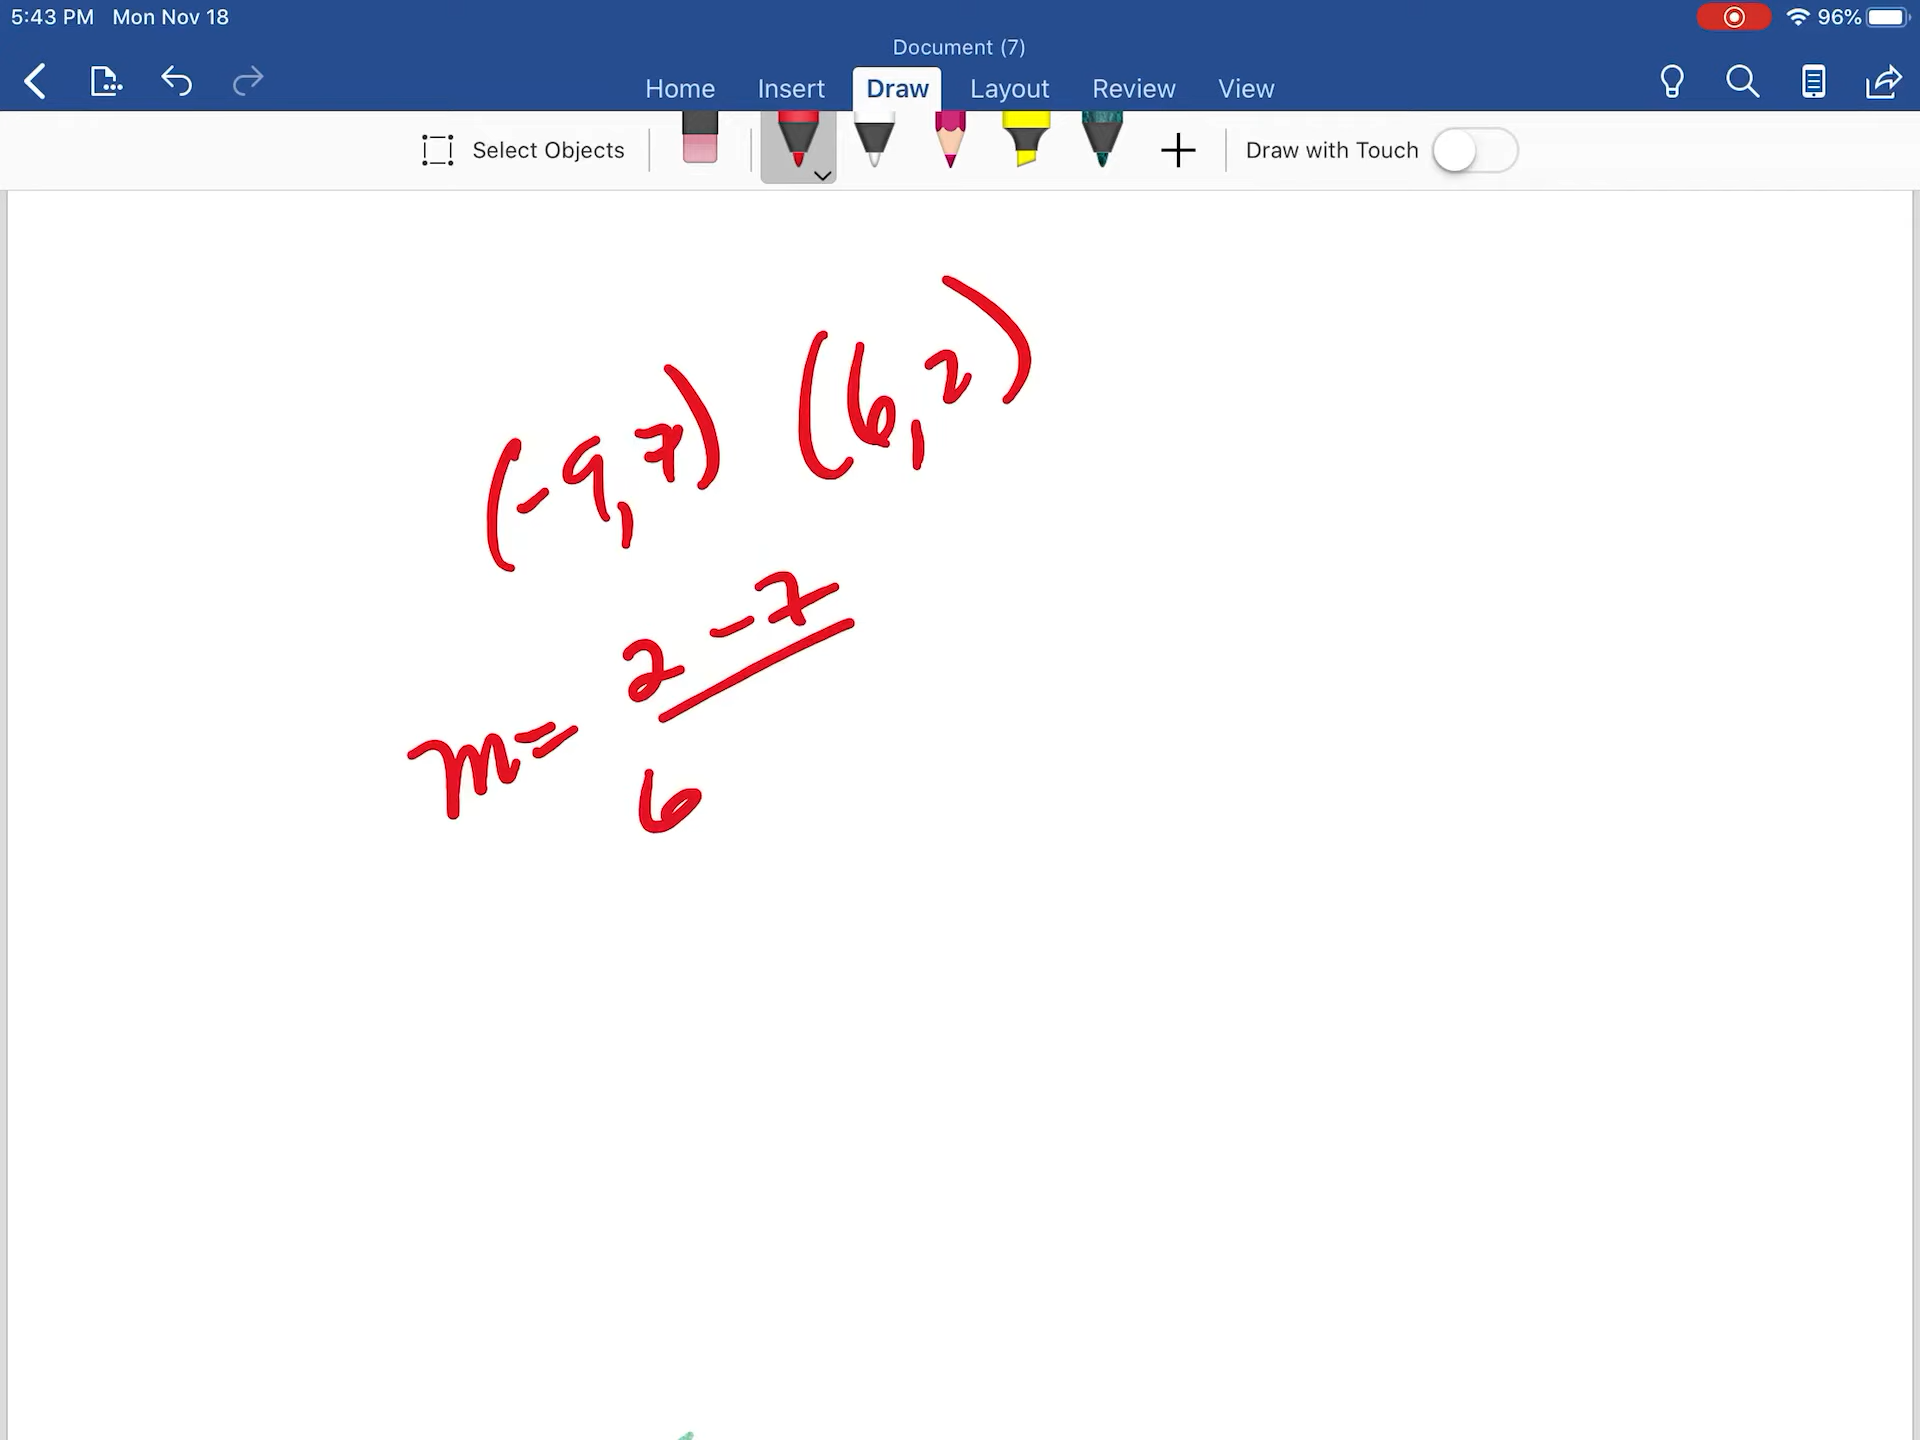 5:43 PM Mon Nov 18 96%
Document (7)
Home Insert Draw Layout Review View
Select Objects Draw with Touch
(-9,7) (6,2)
2 - 7
m=
6